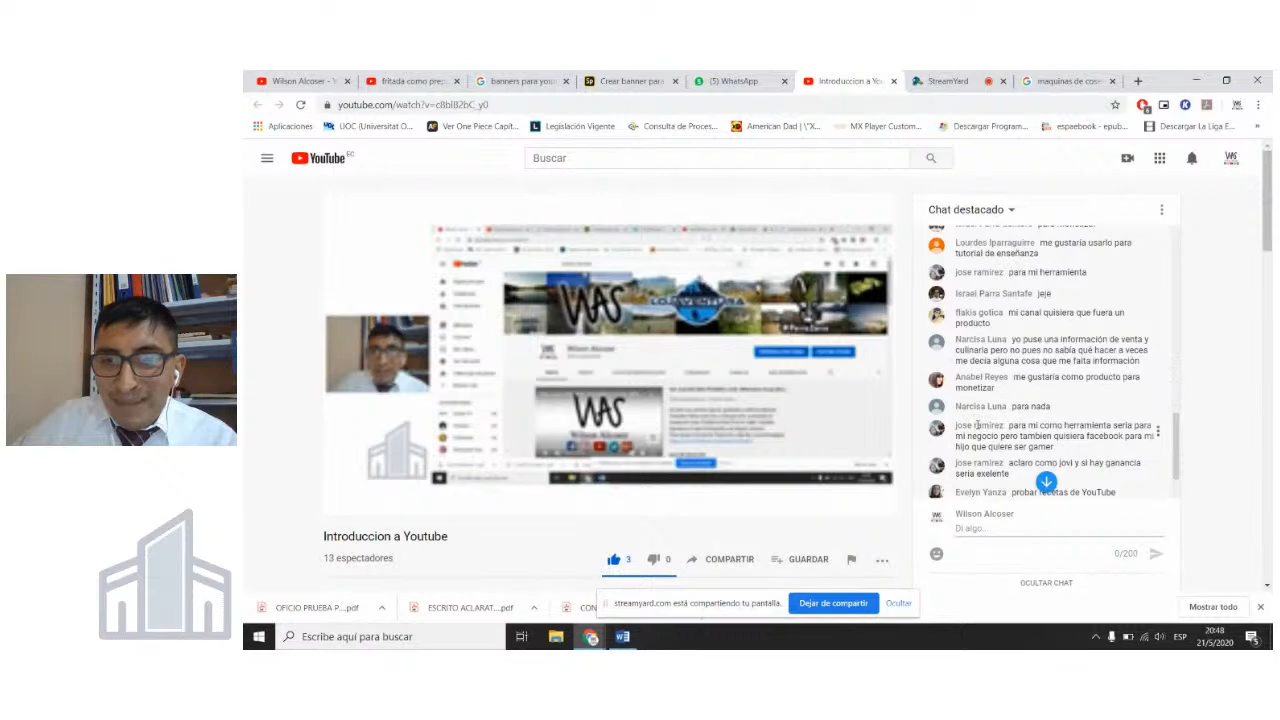 Wilson Alcoser -
fritada como prep
banners para you
Crear banner para
(5) WhatsApp
Introduccion a Yo
StreamYard
maquinas de cose
youtube.com/watch?v=c8blB2bC_y0
Aplicaciones
UOC (Universitat O...
Ver One Piece Capit...
Legislación Vigente
Consulta de Proces...
American Dad | \"X...
MX Player Custom...
Descargar Program...
espaebook - epub...
Descargar La Liga E...
YouTube EC
Buscar
WAS
LOJAVENTURA
Wilson Alcoser
WAS
Introduccion a Youtube
13 espectadores
3
0
COMPARTIR
GUARDAR
Chat destacado
Lourdes Iparraguirre me gustaria usarlo para
tutorial de enseñanza
jose ramirez para mi herramienta
Israel Parra Santafe jeje
flakis gotica mi canal quisiera que fuera un
producto
Narcisa Luna yo puse una información de venta y
culinaria pero no pues no sabía qué hacer a veces
me decía alguna cosa que me falta información
Anabel Reyes me gustaría como producto para
monetizar
Narcisa Luna para nada
jose ramirez para mi como herramienta seria para
mi negocio pero tambien quisiera facebook para mi
hijo que quiere ser gamer
jose ramirez aclaro como jovi y si hay ganancia
seria exelente
Evelyn Yanza probar recetas de YouTube
Wilson Alcoser
Di algo...
0/200
OCULTAR CHAT
streamyard.com está compartiendo tu pantalla.
Dejar de compartir
Ocultar
OFICIO PRUEBA P....pdf
ESCRITO ACLARAT....pdf
CON
Mostrar todo
Escribe aquí para buscar
ESP
20:48
21/5/2020